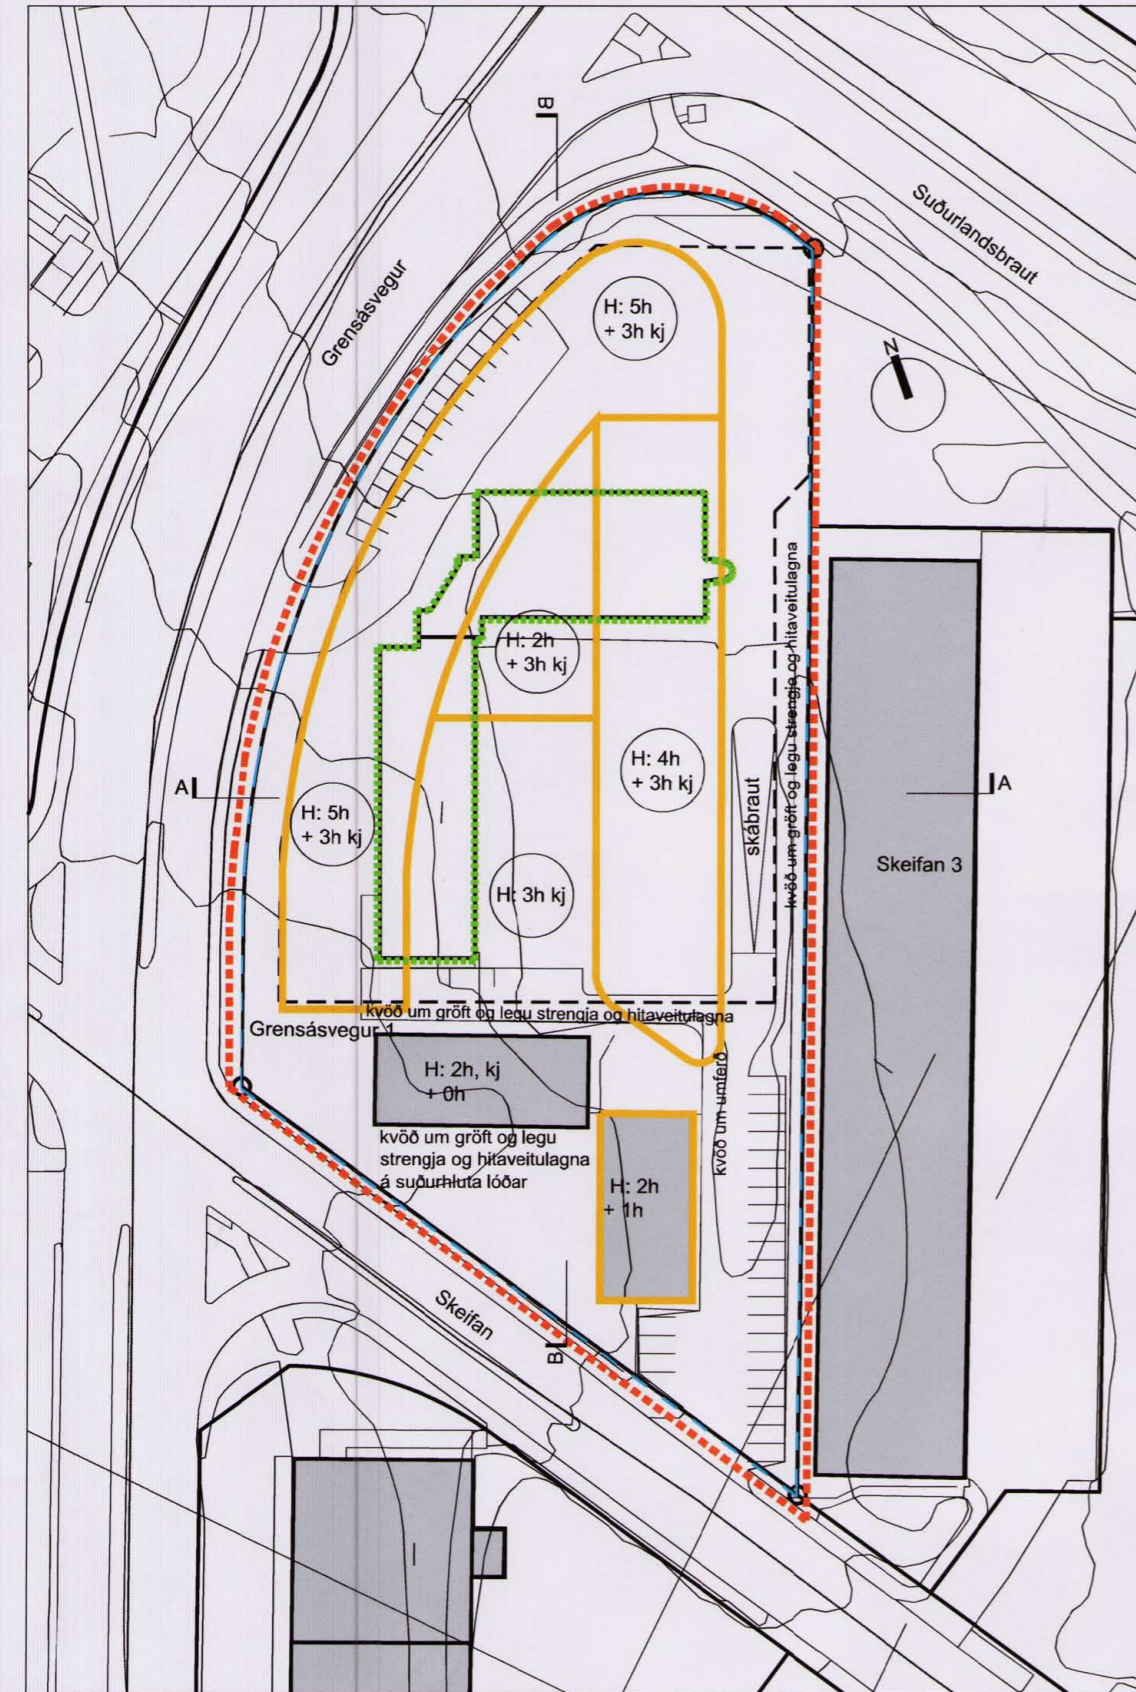 B
Suðurlandsbraut
Grensásvegur
H: 5h
+ 3h kj
N
H: 2h
+ 3h kj
kvöð um gröft og legu strengja og hitaveitulagna
H: 4h
+ 3h kj
A
A
H: 5h
+ 3h kj
skábraut
Skeifan 3
H: 3h kj
kvöð um gröft og legu strengja og hitaveitulagna
Grensásvegur 1
H: 2h, kj
+ 0h
kvöð um umferð
kvöð um gröft og legu
strengja og hitaveitulagna
á suðurhluta lóðar
H: 2h
+ 1h
Skeifan
B